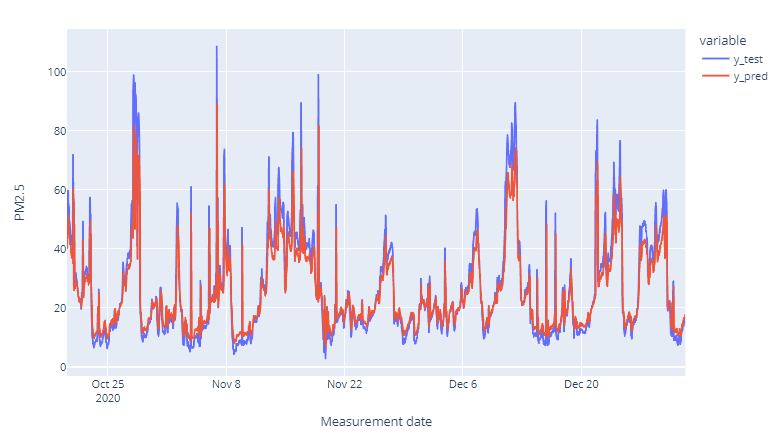 variable
y_test
y_pred
PM2.5
100
80
60
40
20
0
Oct 25
2020
Nov 8
Nov 22
Dec 6
Dec 20
Measurement date